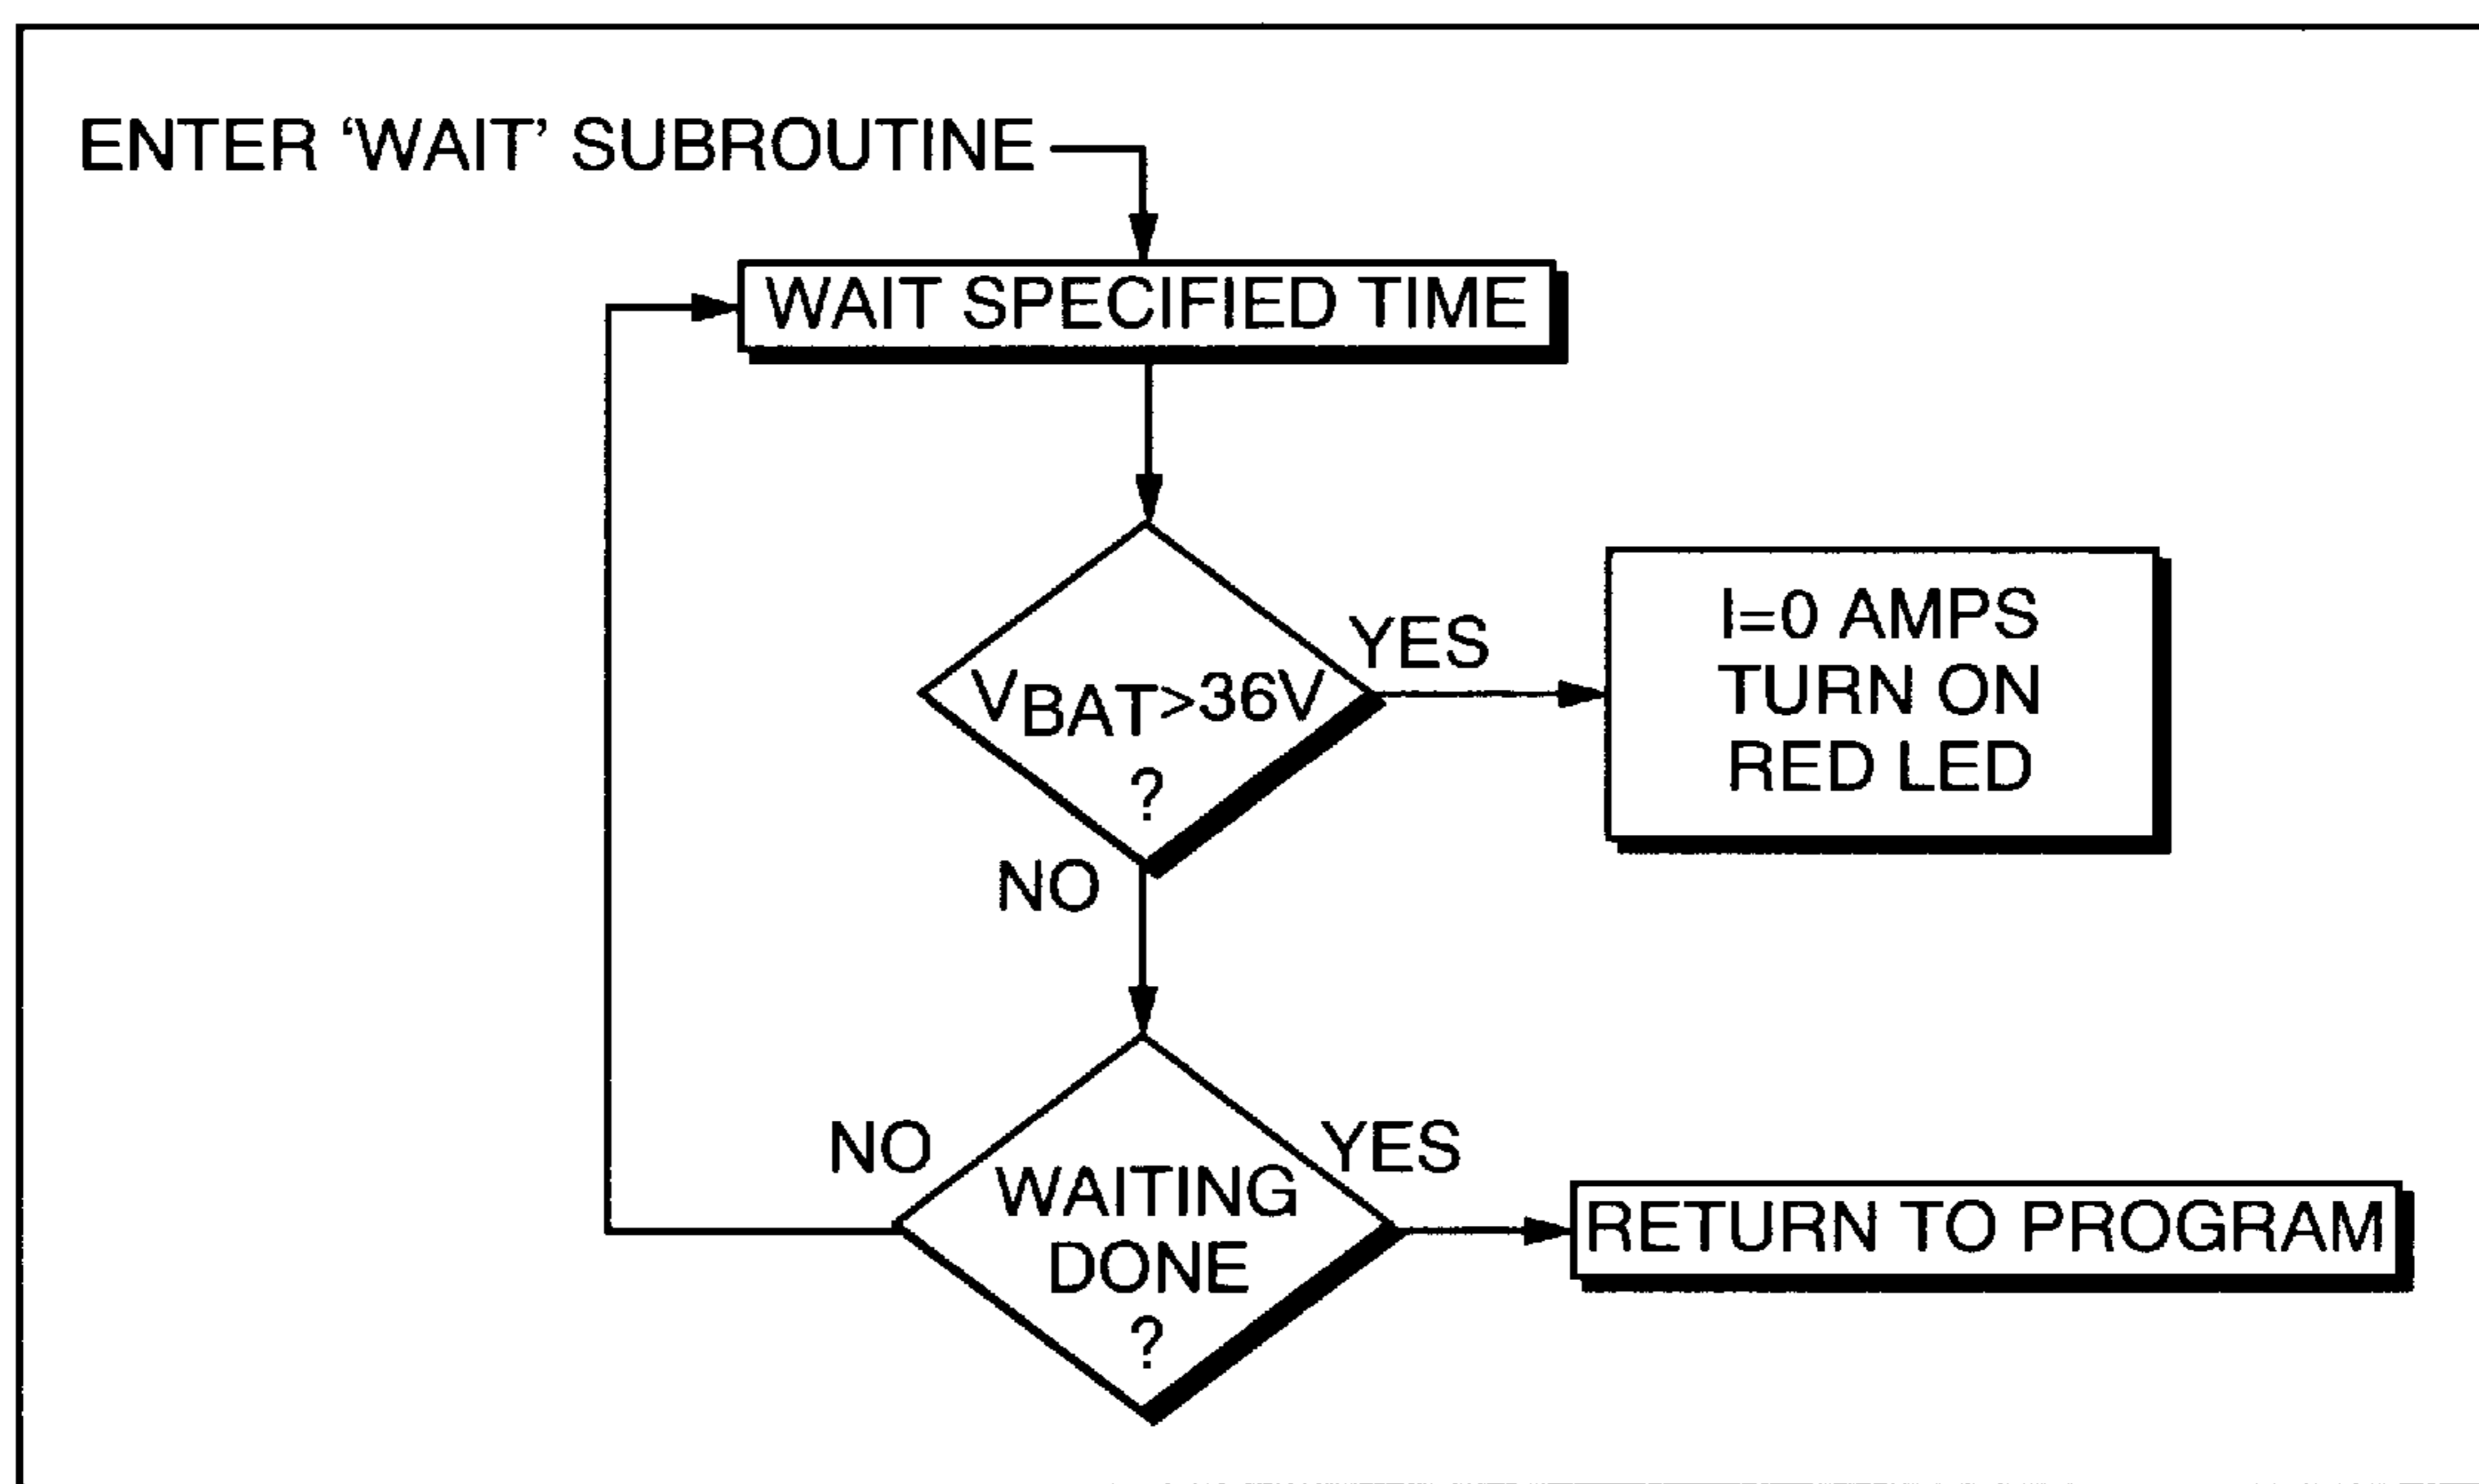 ENTER ‘WAIT’ SUBROUTINE
WAIT SPECIFIED TIME
VBAT>36V
?
YES
I=0 AMPS
TURN ON
RED LED
NO
NO
WAITING
DONE
?
YES
RETURN TO PROGRAM